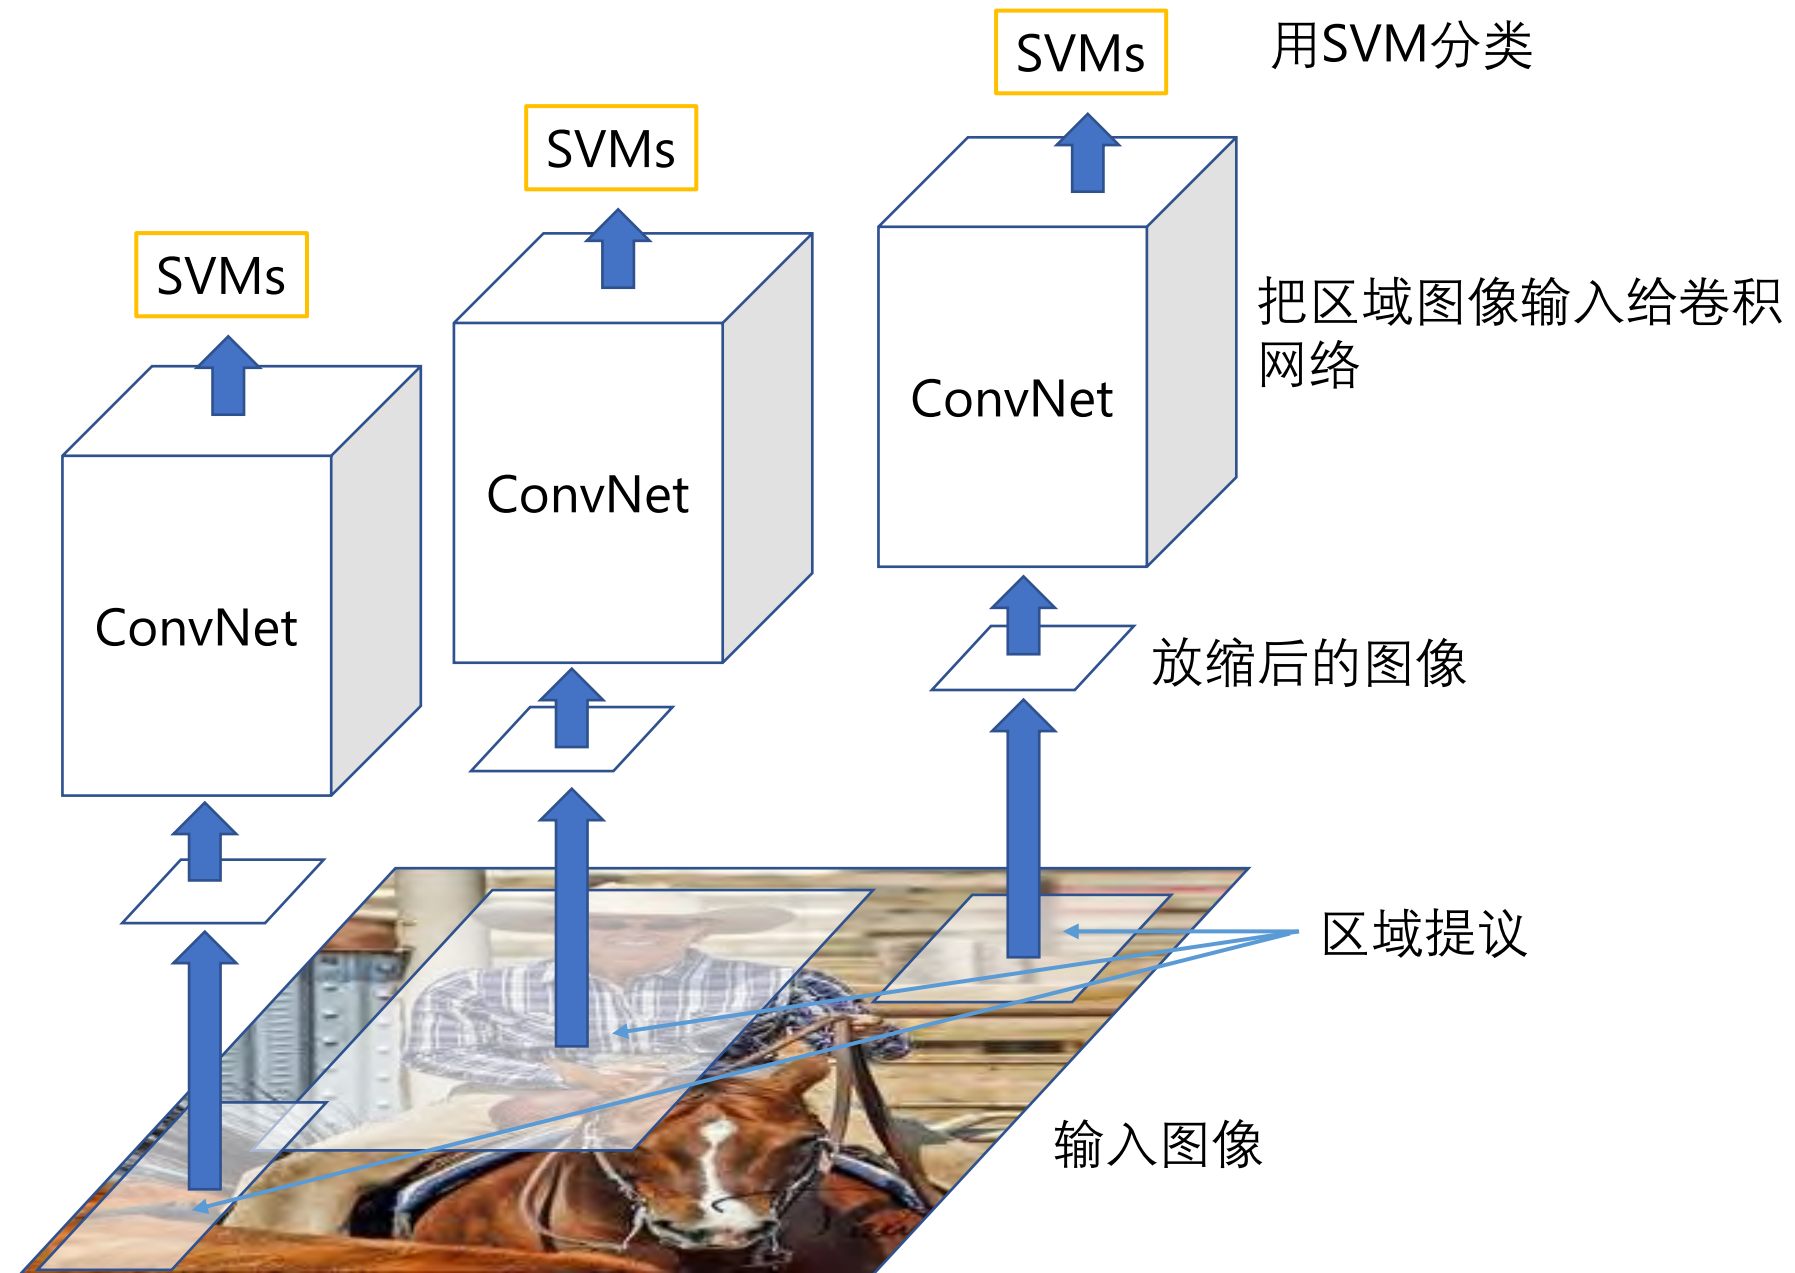 SVMs
用SVM分类
SVMs
SVMs
把区域图像输入给卷积
网络
ConvNet
ConvNet
ConvNet
放缩后的图像
区域提议
输入图像